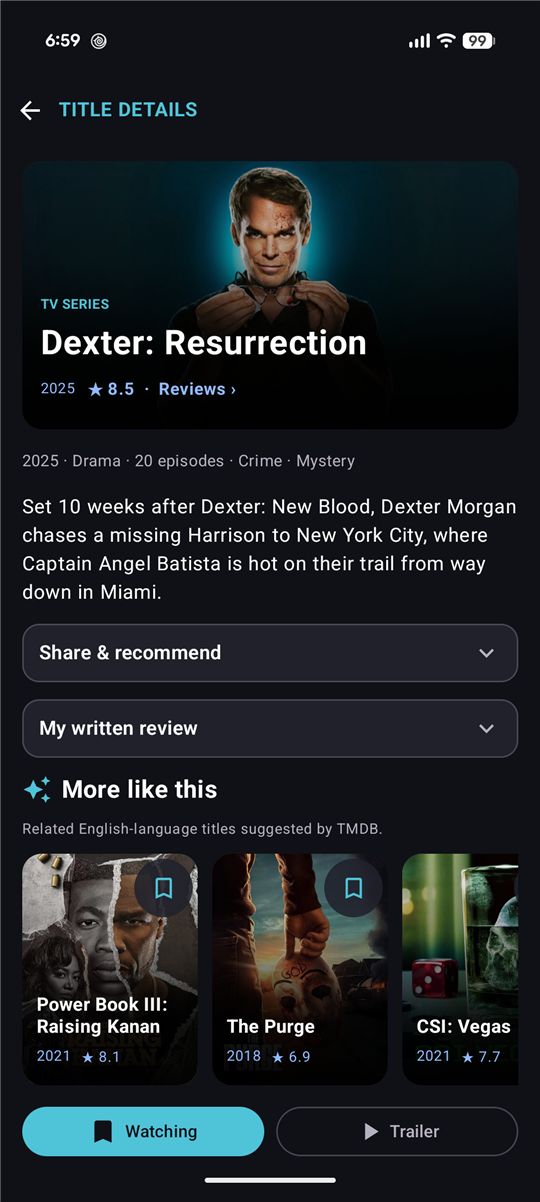 6:59
99
TITLE DETAILS
TV SERIES
Dexter: Resurrection
2025 ★ 8.5 · Reviews ›
2025 · Drama · 20 episodes · Crime · Mystery
Set 10 weeks after Dexter: New Blood, Dexter Morgan
chases a missing Harrison to New York City, where
Captain Angel Batista is hot on their trail from way
down in Miami.
Share & recommend
My written review
More like this
Related English-language titles suggested by TMDB.
Power Book III:
Raising Kanan
2021 ★ 8.1
The Purge
2018 ★ 6.9
CSI: Vegas
2021 ★ 7.7
Watching
Trailer